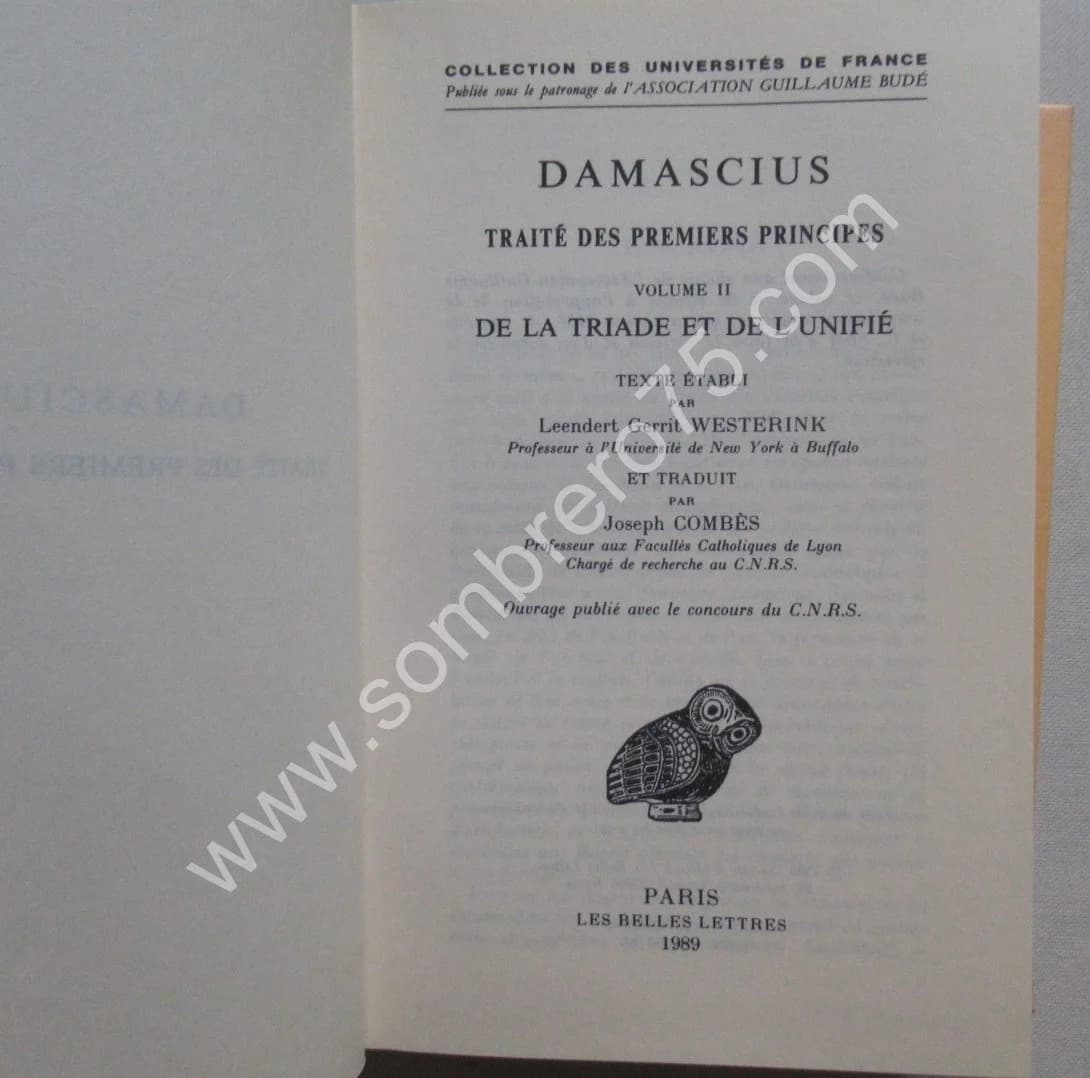 COLLECTION DES UNIVERSITÉS DE FRANCE
Publiée sous le patronage de l'ASSOCIATION GUILLAUME BUDÉ
DAMASCIUS
TRAITÉ DES PREMIERS PRINCIPES
VOLUME II
DE LA TRIADE ET DE L'UNIFIÉ
TEXTE ÉTABLI
PAR
Leendert Gerrit WESTERINK
Professeur à l'Université de New York à Buffalo
ET TRADUIT
PAR
Joseph COMBÈS
Professeur aux Facultés Catholiques de Lyon
Chargé de recherche au C.N.R.S.
Ouvrage publié avec le concours du C.N.R.S.
PARIS
LES BELLES LETTRES
1989
www.sombrero75.com